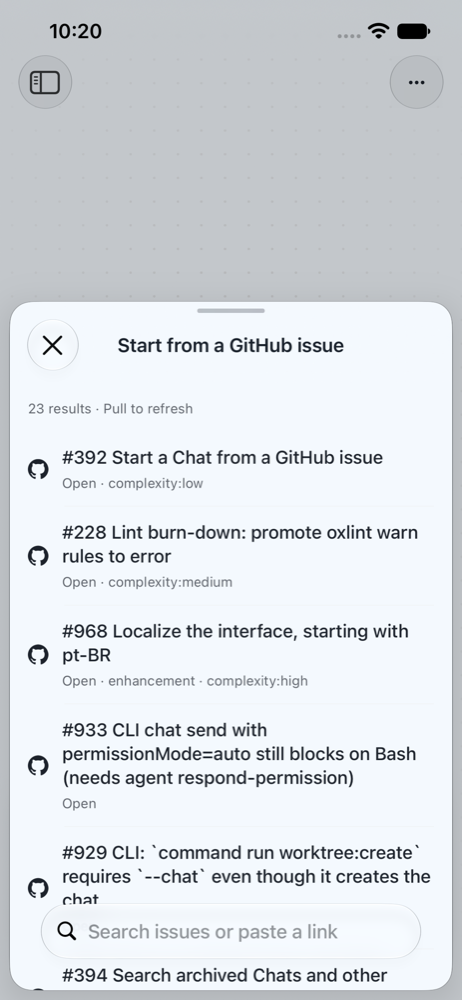 10:20
Start from a GitHub issue
23 results · Pull to refresh
#392 Start a Chat from a GitHub issue
Open · complexity:low
#228 Lint burn-down: promote oxlint warn
rules to error
Open · complexity:medium
#968 Localize the interface, starting with
pt-BR
Open · enhancement · complexity:high
#933 CLI chat send with
permissionMode=auto still blocks on Bash
(needs agent respond-permission)
Open
#929 CLI: `command run worktree:create`
requires `--chat` even though it creates the
chat
Search issues or paste a link
#394 Search archived Chats and other